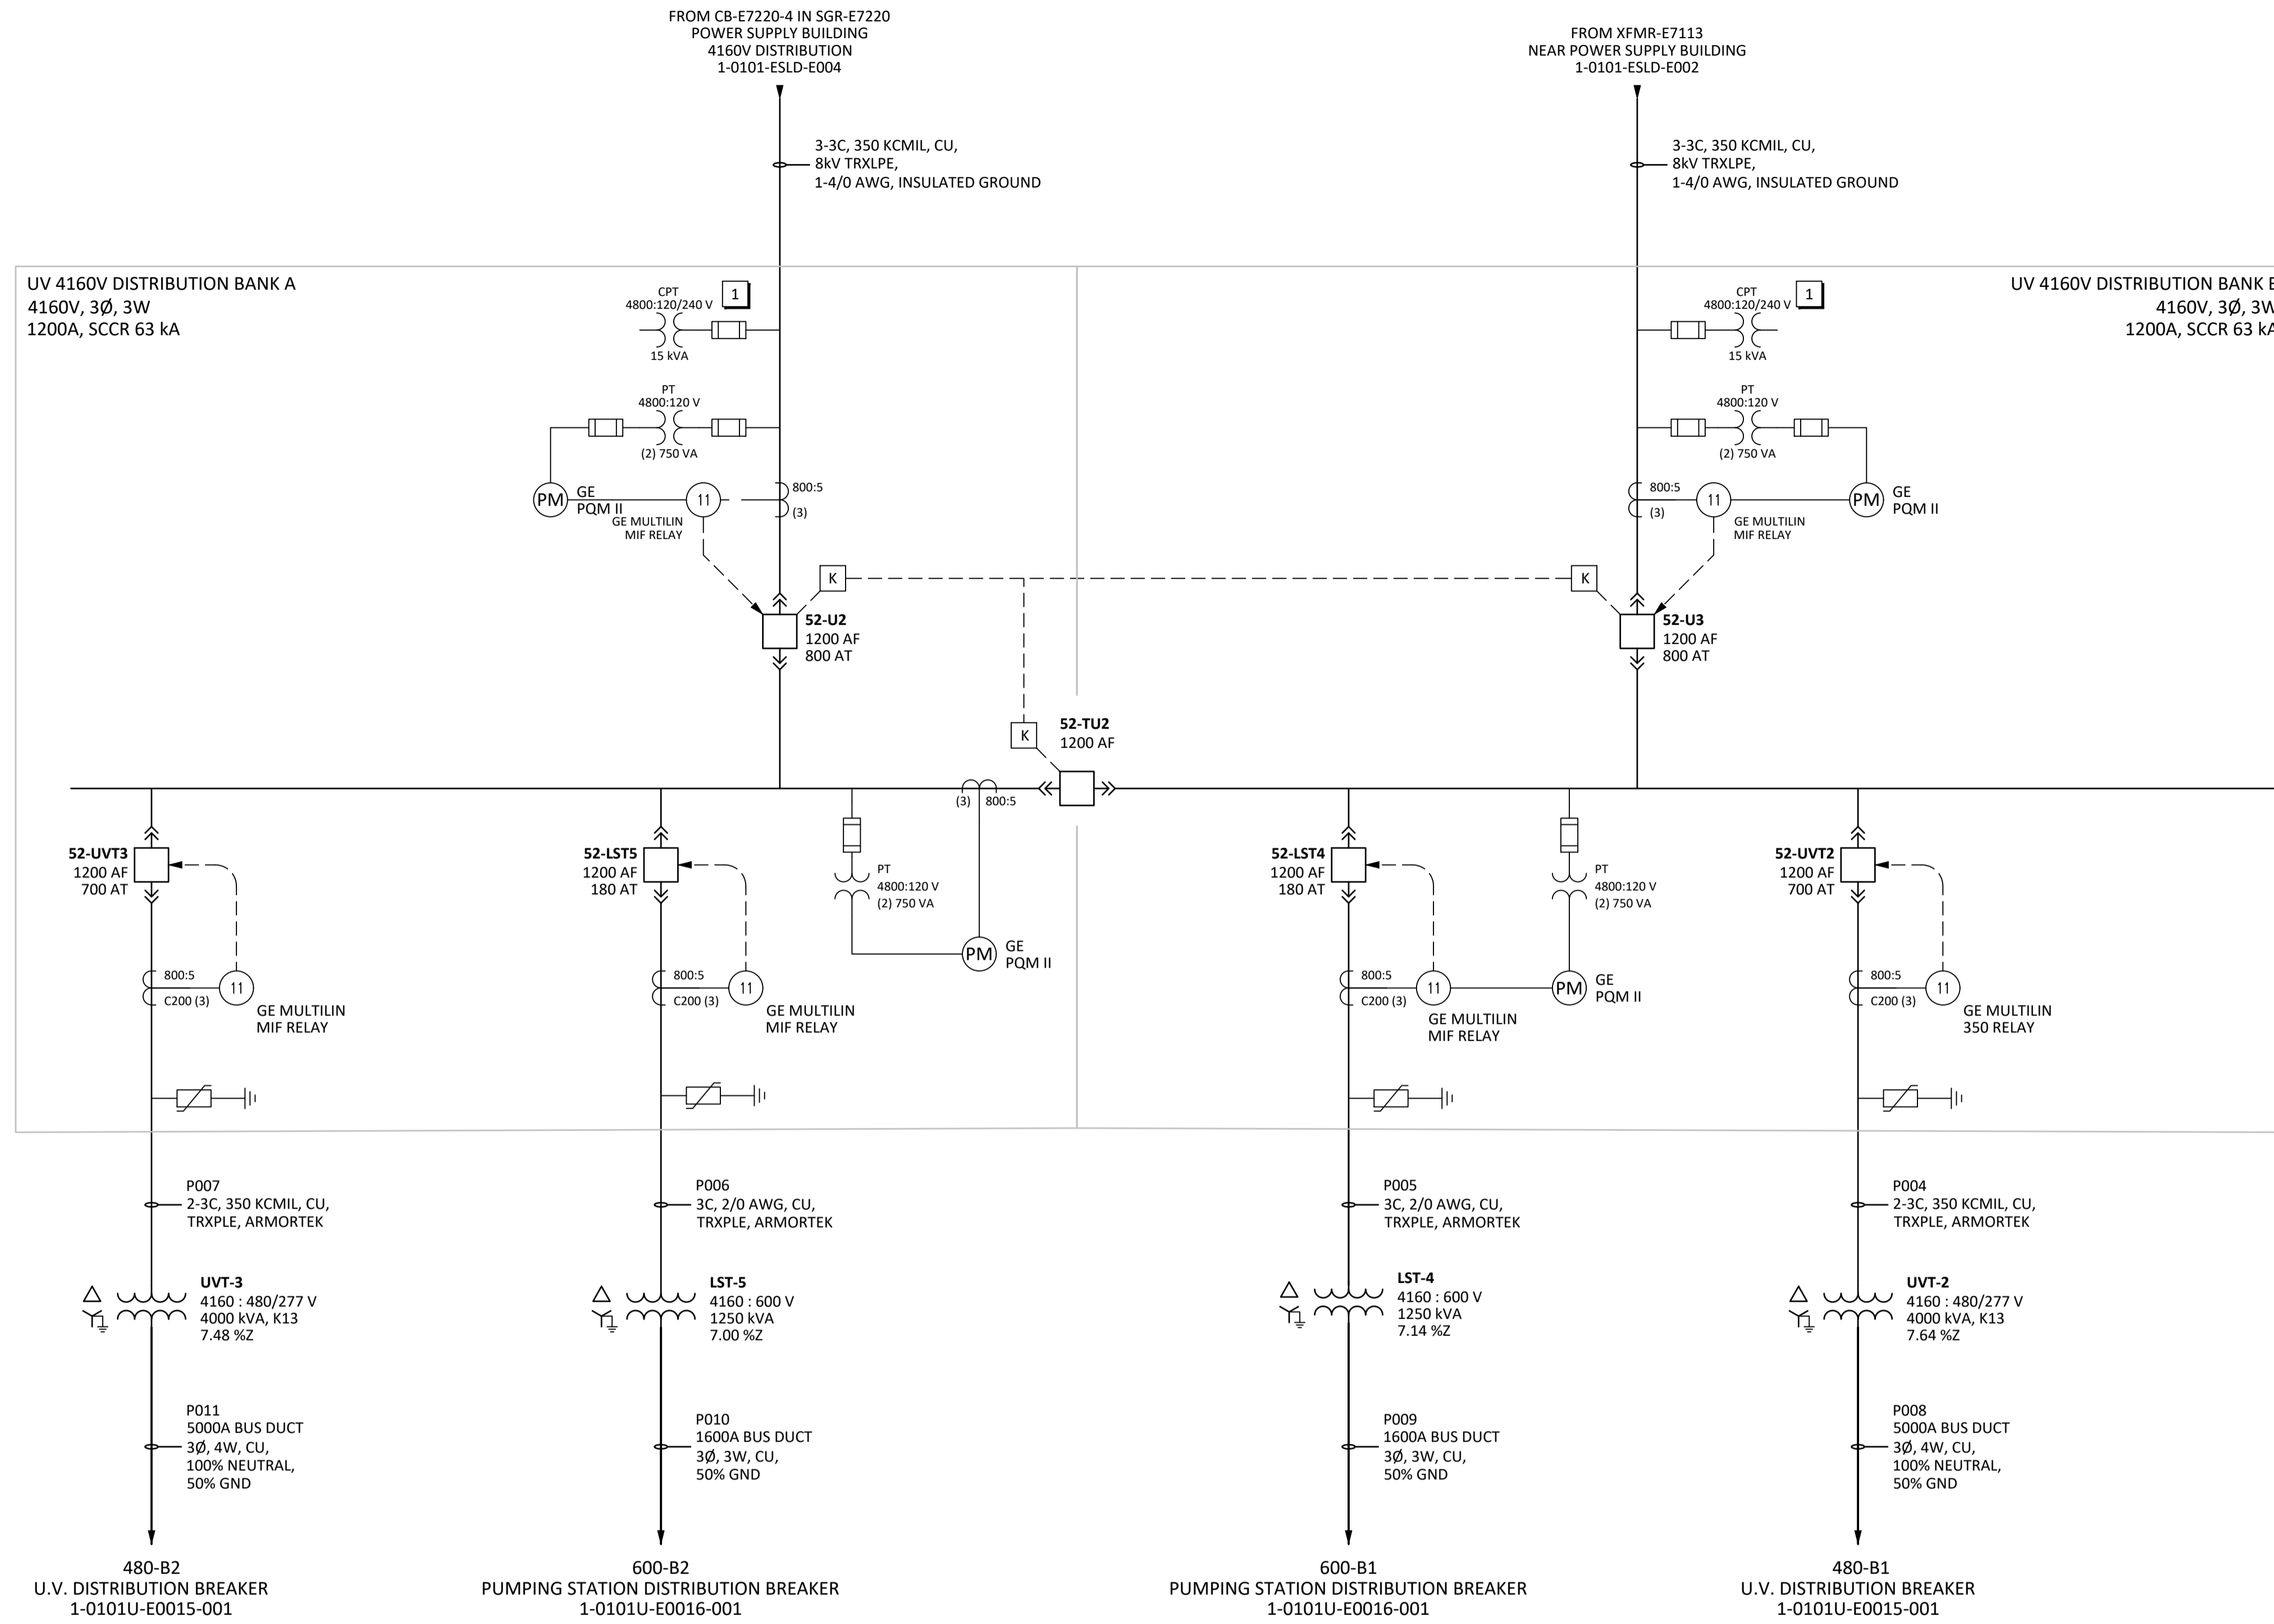 FROM CB-E7220-4 IN SGR-E7220
POWER SUPPLY BUILDING
4160V DISTRIBUTION
1-0101-ESLD-E004
FROM XFMR-E7113
NEAR POWER SUPPLY BUILDING
1-0101-ESLD-E002
3-3C, 350 KCMIL, CU,
8kV TRXLPE,
1-4/0 AWG, INSULATED GROUND
3-3C, 350 KCMIL, CU,
8kV TRXLPE,
1-4/0 AWG, INSULATED GROUND
UV 4160V DISTRIBUTION BANK A
4160V, 3Ø, 3W
1200A, SCCR 63 kA
UV 4160V DISTRIBUTION BANK
4160V, 3Ø, 3W
1200A, SCCR 63 kA
CPT
4800:120/240 V
1
15 kVA
PT
4800:120 V
(2) 750 VA
PM
GE
PQM II
11
GE MULTILIN
MIF RELAY
800:5
(3)
CPT
4800:120/240 V
1
15 kVA
PT
4800:120 V
(2) 750 VA
800:5
(3)
11
GE MULTILIN
MIF RELAY
PM
GE
PQM II
K
K
52-U2
1200 AF
800 AT
52-U3
1200 AF
800 AT
K
52-TU2
1200 AF
(3)
800:5
52-UVT3
1200 AF
700 AT
800:5
C200 (3)
11
GE MULTILIN
MIF RELAY
52-LST5
1200 AF
180 AT
800:5
C200 (3)
11
GE MULTILIN
MIF RELAY
PT
4800:120 V
(2) 750 VA
PM
GE
PQM II
52-LST4
1200 AF
180 AT
800:5
C200 (3)
11
GE MULTILIN
MIF RELAY
PT
4800:120 V
(2) 750 VA
PM
GE
PQM II
52-UVT2
1200 AF
700 AT
800:5
C200 (3)
11
GE MULTILIN
350 RELAY
P007
2-3C, 350 KCMIL, CU,
TRXPLE, ARMORTEK
P006
3C, 2/0 AWG, CU,
TRXPLE, ARMORTEK
P005
3C, 2/0 AWG, CU,
TRXPLE, ARMORTEK
P004
2-3C, 350 KCMIL, CU,
TRXPLE, ARMORTEK
UVT-3
4160 : 480/277 V
4000 kVA, K13
7.48 %Z
LST-5
4160 : 600 V
1250 kVA
7.00 %Z
LST-4
4160 : 600 V
1250 kVA
7.14 %Z
UVT-2
4160 : 480/277 V
4000 kVA, K13
7.64 %Z
P011
5000A BUS DUCT
3Ø, 4W, CU,
100% NEUTRAL,
50% GND
P010
1600A BUS DUCT
3Ø, 3W, CU,
50% GND
P009
1600A BUS DUCT
3Ø, 3W, CU,
50% GND
P008
5000A BUS DUCT
3Ø, 4W, CU,
100% NEUTRAL,
50% GND
480-B2
U.V. DISTRIBUTION BREAKER
1-0101U-E0015-001
600-B2
PUMPING STATION DISTRIBUTION BREAKER
1-0101U-E0016-001
600-B1
PUMPING STATION DISTRIBUTION BREAKER
1-0101U-E0016-001
480-B1
U.V. DISTRIBUTION BREAKER
1-0101U-E0015-001